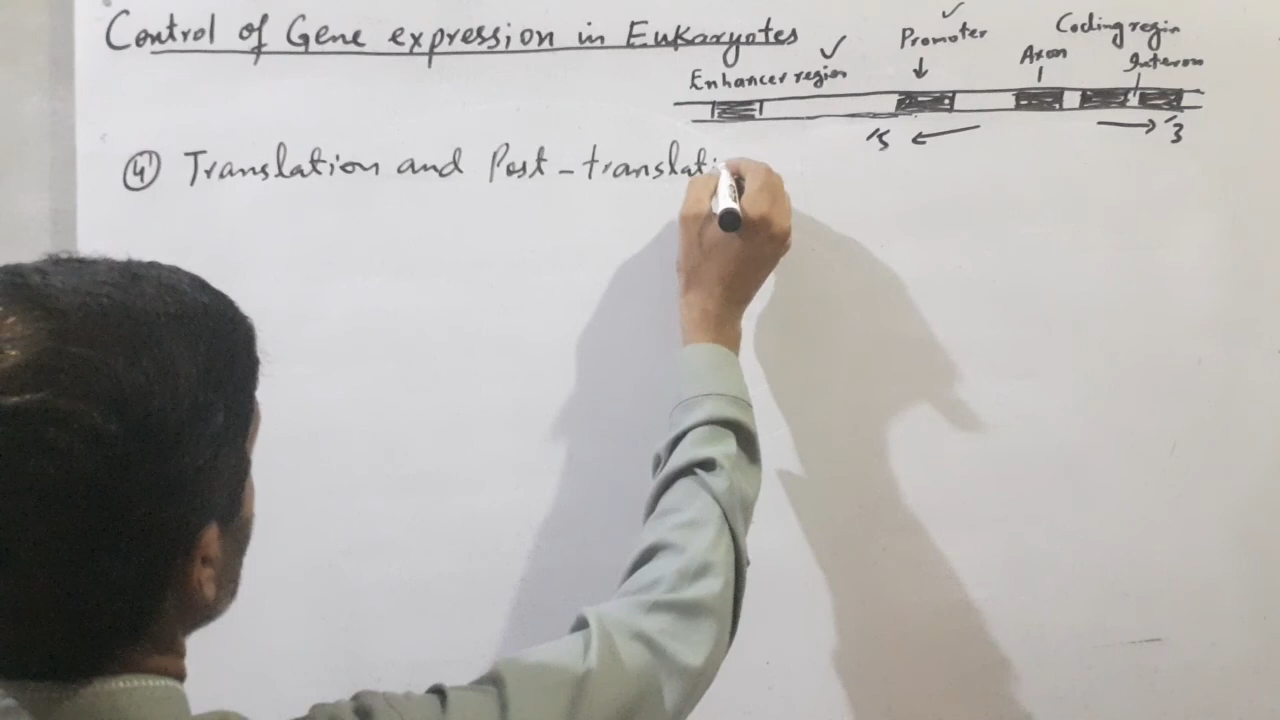 Control of Gene expression in Eukaryotes
Enhancer region
Promoter
Coding regin
Axon
Interon
'5
'3
④ Translation and Post-translati